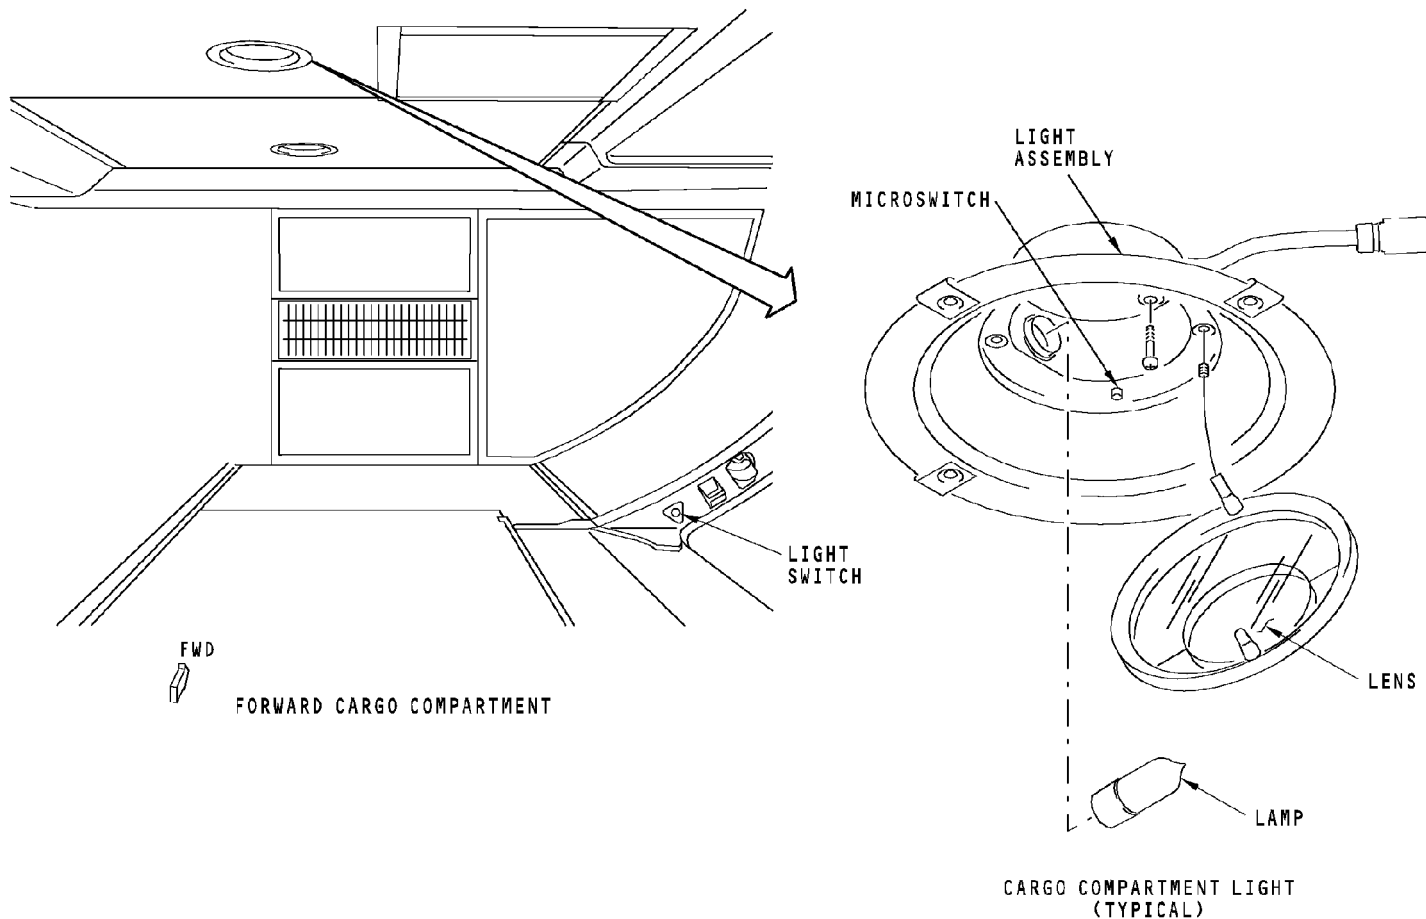 LIGHT
ASSEMBLY
MICROSWITCH
LIGHT
SWITCH
FWD
FORWARD CARGO COMPARTMENT
LENS
LAMP
CARGO COMPARTMENT LIGHT
(TYPICAL)